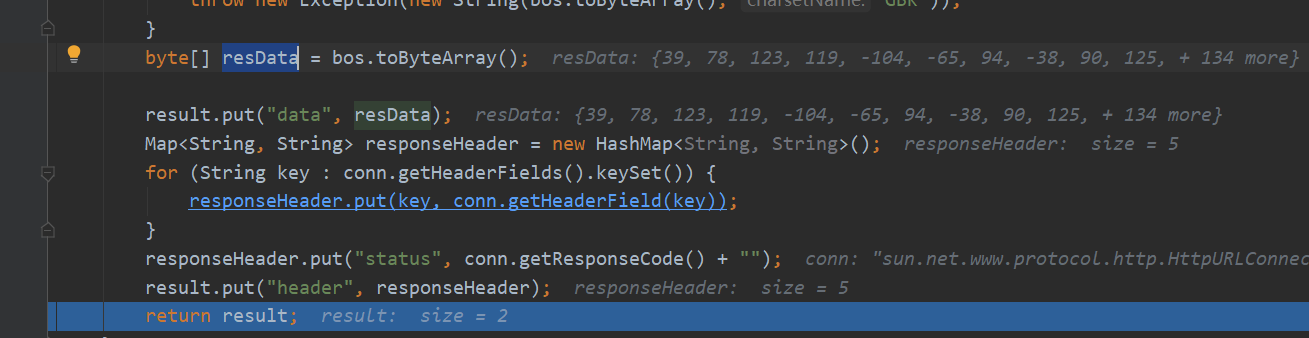 throw new Exception(new String(bos.toByteArray(), charsetName: "GBK"));
}
byte[] resData = bos.toByteArray(); resData: {39, 78, 123, 119, -104, -65, 94, -38, 90, 125, + 134 more}
result.put("data", resData); resData: {39, 78, 123, 119, -104, -65, 94, -38, 90, 125, + 134 more}
Map<String, String> responseHeader = new HashMap<String, String>(); responseHeader: size = 5
for (String key : conn.getHeaderFields().keySet()) {
responseHeader.put(key, conn.getHeaderField(key));
}
responseHeader.put("status", conn.getResponseCode() + ""); conn: "sun.net.www.protocol.http.HttpURLConnec
result.put("header", responseHeader); responseHeader: size = 5
return result; result: size = 2